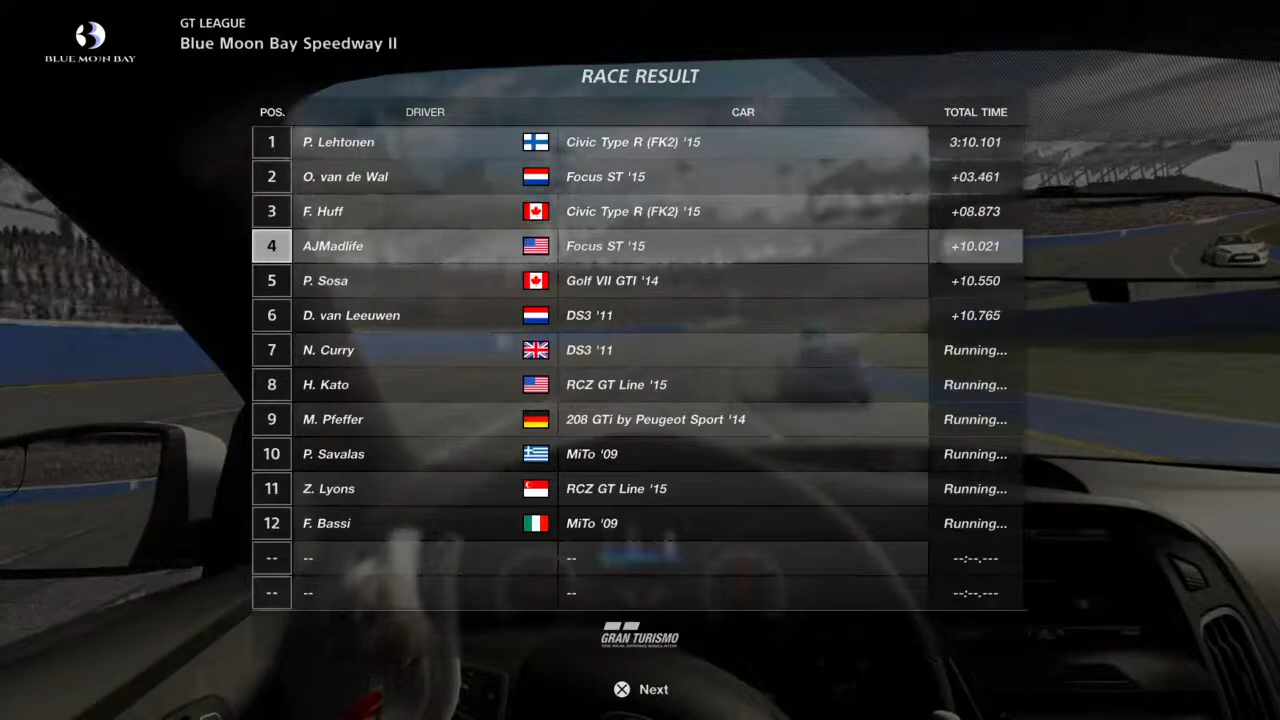 GT LEAGUE
Blue Moon Bay Speedway II
BLUE MOON BAY
RACE RESULT
POS. DRIVER CAR TOTAL TIME
1 P. Lehtonen Civic Type R (FK2) '15 3:10.101
2 O. van de Wal Focus ST '15 +03.461
3 F. Huff Civic Type R (FK2) '15 +08.873
4 AJMadlife Focus ST '15 +10.021
5 P. Sosa Golf VII GTI '14 +10.550
6 D. van Leeuwen DS3 '11 +10.765
7 N. Curry DS3 '11 Running...
8 H. Kato RCZ GT Line '15 Running...
9 M. Pfeffer 208 GTi by Peugeot Sport '14 Running...
10 P. Savalas MiTo '09 Running...
11 Z. Lyons RCZ GT Line '15 Running...
12 F. Bassi MiTo '09 Running...
-- -- -- --:--.---
-- -- -- --:--.---
GRAN TURISMO
THE REAL DRIVING SIMULATOR
Next